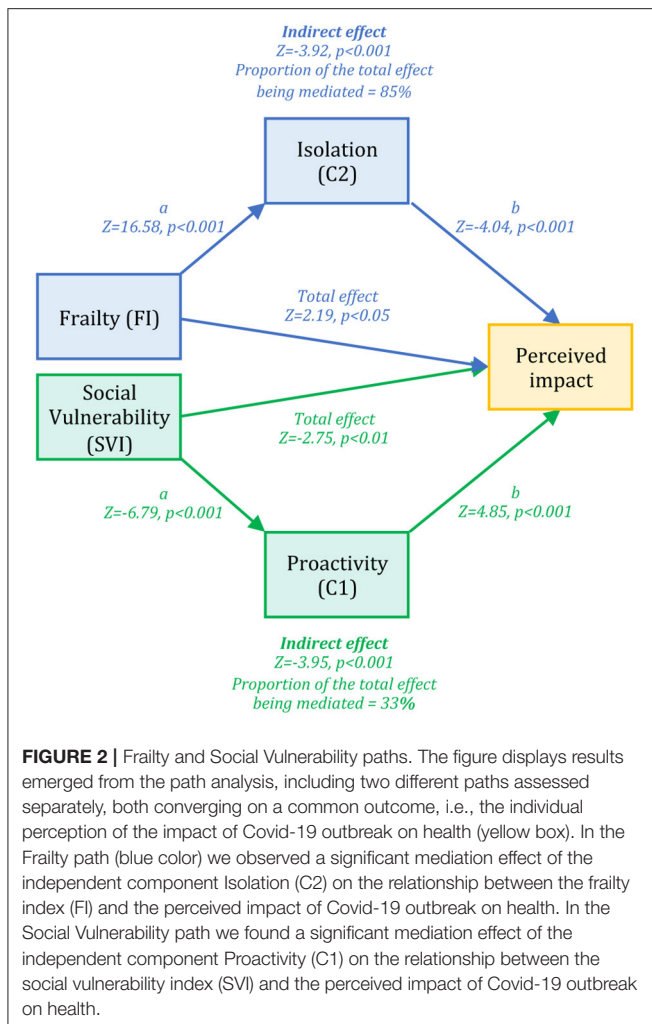 Indirect effect
Z=-3.92, p<0.001
Proportion of the total effect
being mediated = 85%
Isolation
(C2)
a
Z=16.58, p<0.001
b
Z=-4.04, p<0.001
Frailty (FI)
Total effect
Z=2.19, p<0.05
Perceived
impact
Social
Vulnerability
(SVI)
Total effect
Z=-2.75, p<0.01
a
Z=-6.79, p<0.001
b
Z=4.85, p<0.001
Proactivity
(C1)
Indirect effect
Z=-3.95, p<0.001
Proportion of the total effect
being mediated = 33%
FIGURE 2 | Frailty and Social Vulnerability paths. The figure displays results
emerged from the path analysis, including two different paths assessed
separately, both converging on a common outcome, i.e., the individual
perception of the impact of Covid-19 outbreak on health (yellow box). In the
Frailty path (blue color) we observed a significant mediation effect of the
independent component Isolation (C2) on the relationship between the frailty
index (FI) and the perceived impact of Covid-19 outbreak on health. In the
Social Vulnerability path we found a significant mediation effect of the
independent component Proactivity (C1) on the relationship between the
social vulnerability index (SVI) and the perceived impact of Covid-19 outbreak
on health.